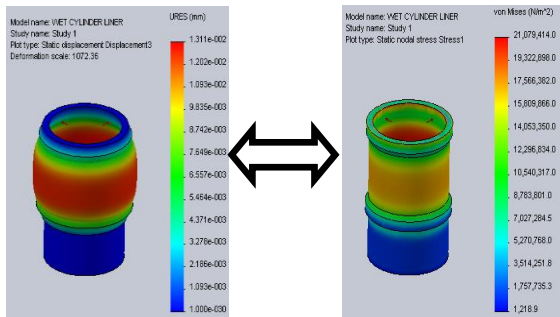 Model name: WET CYLINDER LINER
Study name: Study 1
Plot type: Static displacement Displacement3
Deformation scale: 1072.36
URES (mm)
1.311e-002
1.202e-002
1.093e-002
9.835e-003
8.742e-003
7.649e-003
6.557e-003
5.464e-003
4.371e-003
3.278e-003
2.186e-003
1.093e-003
1.000e-030
Model name: WET CYLINDER LINER
Study name: Study 1
Plot type: Static nodal stress Stress1
von Mises (N/m^2)
21,079,414.0
19,322,898.0
17,566,382.0
15,809,866.0
14,053,350.0
12,296,834.0
10,540,317.0
8,783,801.0
7,027,284.5
5,270,768.0
3,514,251.8
1,757,735.3
1,218.9